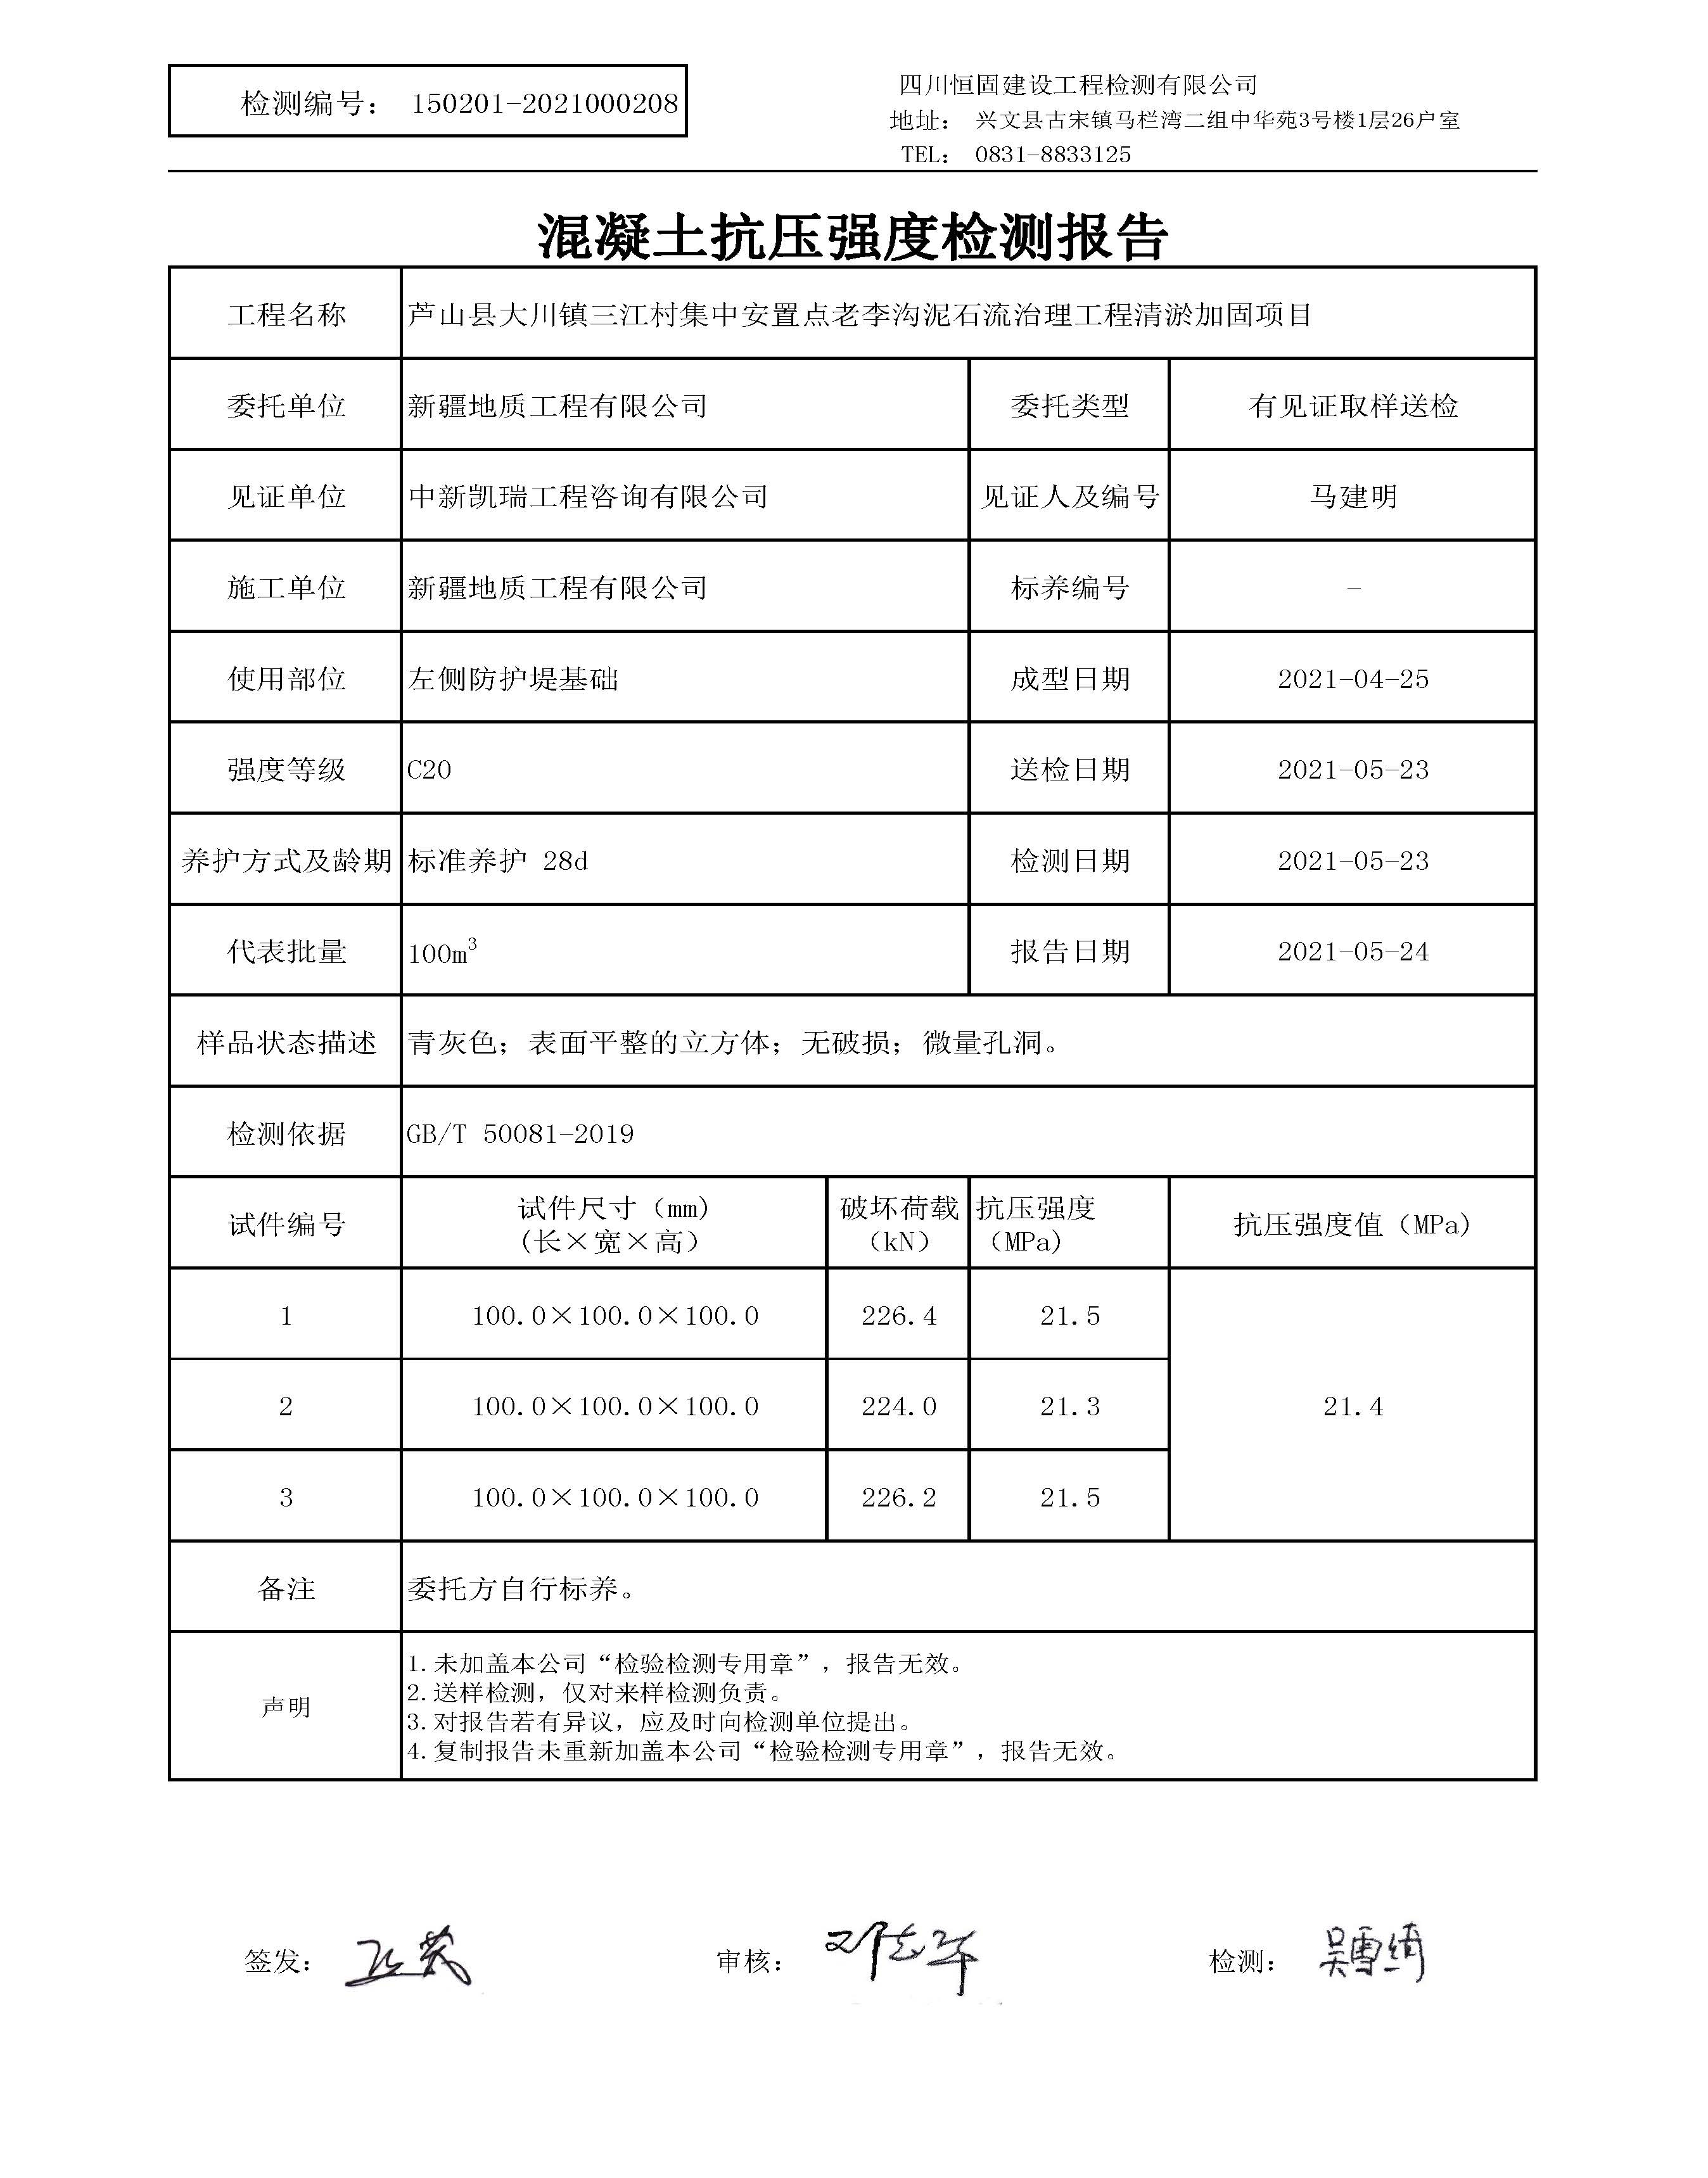 检测编号： 150201-2021000208
四川恒固建设工程检测有限公司
地址： 兴文县古宋镇马栏湾二组中华苑3号楼1层26户室
TEL： 0831-8833125
混凝土抗压强度检测报告
工程名称 芦山县大川镇三江村集中安置点老李沟泥石流治理工程清淤加固项目
委托单位 新疆地质工程有限公司 委托类型 有见证取样送检
见证单位 中新凯瑞工程咨询有限公司 见证人及编号 马建明
施工单位 新疆地质工程有限公司 标养编号 -
使用部位 左侧防护堤基础 成型日期 2021-04-25
强度等级 C20 送检日期 2021-05-23
养护方式及龄期 标准养护 28d 检测日期 2021-05-23
代表批量 100m³ 报告日期 2021-05-24
样品状态描述 青灰色；表面平整的立方体；无破损；微量孔洞。
检测依据 GB/T 50081-2019
试件编号 试件尺寸（mm）（长×宽×高） 破坏荷载（kN） 抗压强度（MPa） 抗压强度值（MPa）
1 100.0×100.0×100.0 226.4 21.5
2 100.0×100.0×100.0 224.0 21.3 21.4
3 100.0×100.0×100.0 226.2 21.5
备注 委托方自行标养。
声明
1.未加盖本公司“检验检测专用章”，报告无效。
2.送样检测，仅对来样检测负责。
3.对报告若有异议，应及时向检测单位提出。
4.复制报告未重新加盖本公司“检验检测专用章”，报告无效。
签发： 审核： 邓志华 检测： 吴雪绮